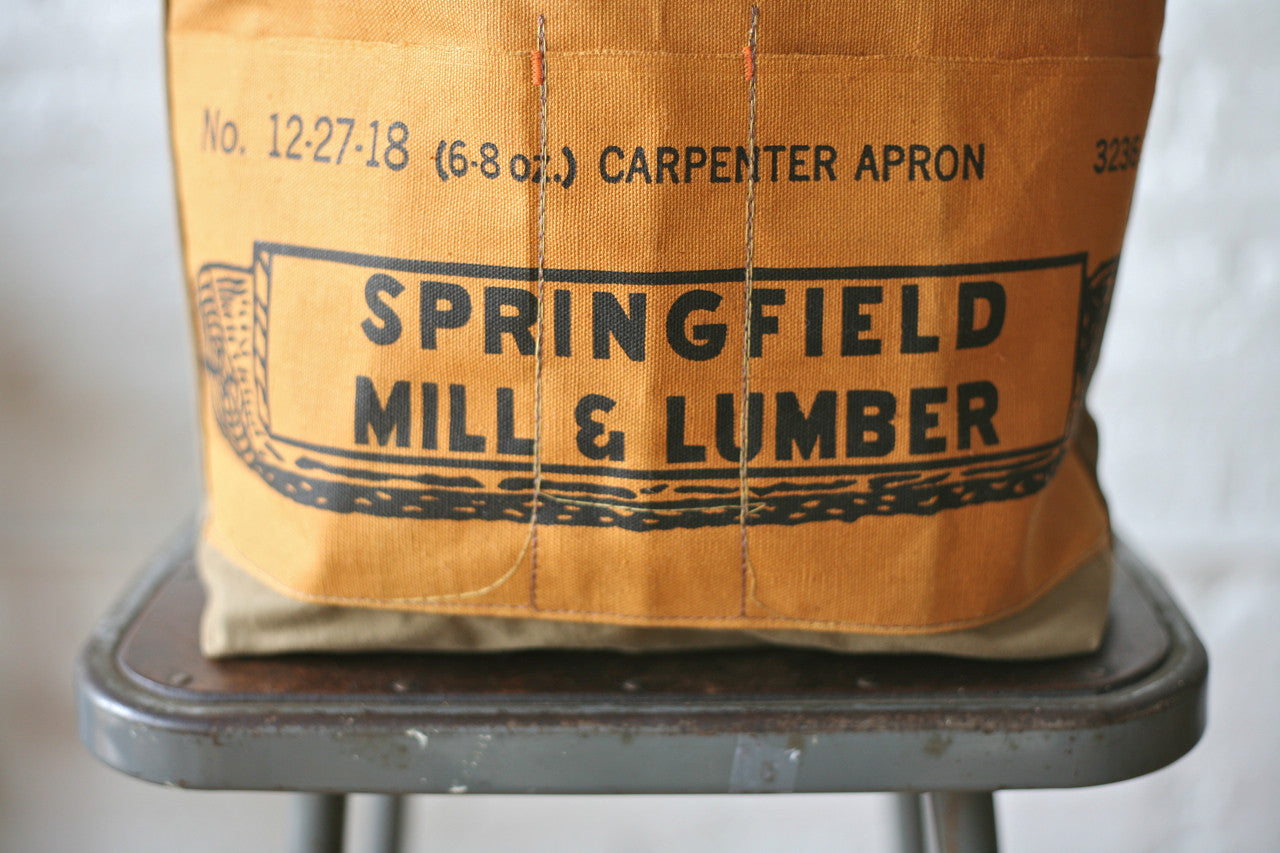 No. 12-27-18 (6-8 oz.) CARPENTER APRON
SPRINGFIELD
MILL & LUMBER